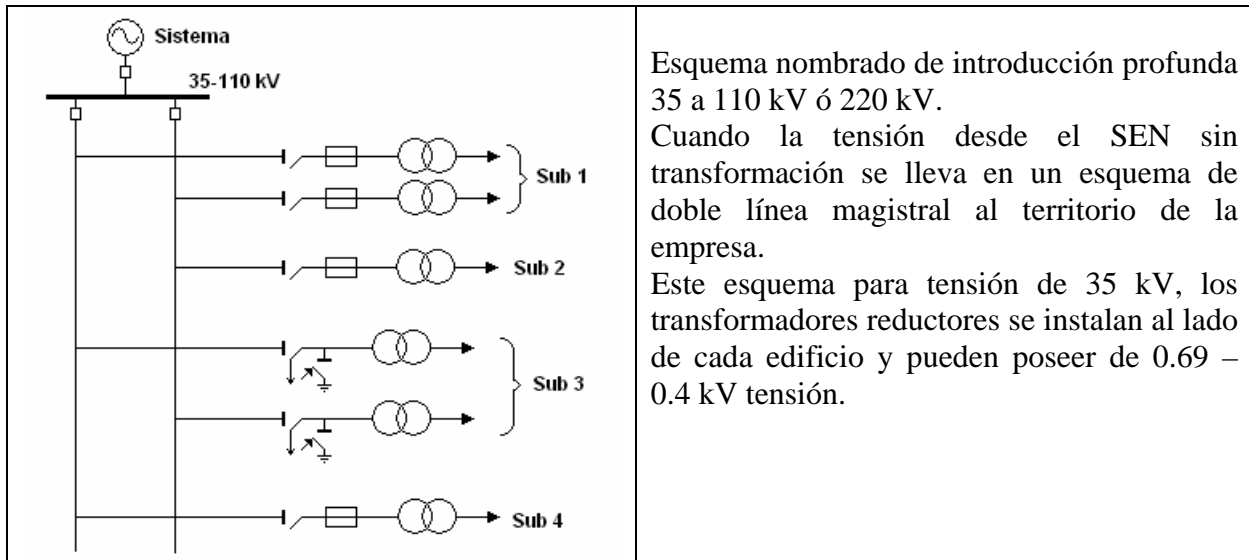 Sistema
35-110 kV
Sub 1
Sub 2
Sub 3
Sub 4
Esquema nombrado de introducción profunda
35 a 110 kV ó 220 kV.
Cuando la tensión desde el SEN sin
transformación se lleva en un esquema de
doble línea magistral al territorio de la
empresa.
Este esquema para tensión de 35 kV, los
transformadores reductores se instalan al lado
de cada edificio y pueden poseer de 0.69 –
0.4 kV tensión.